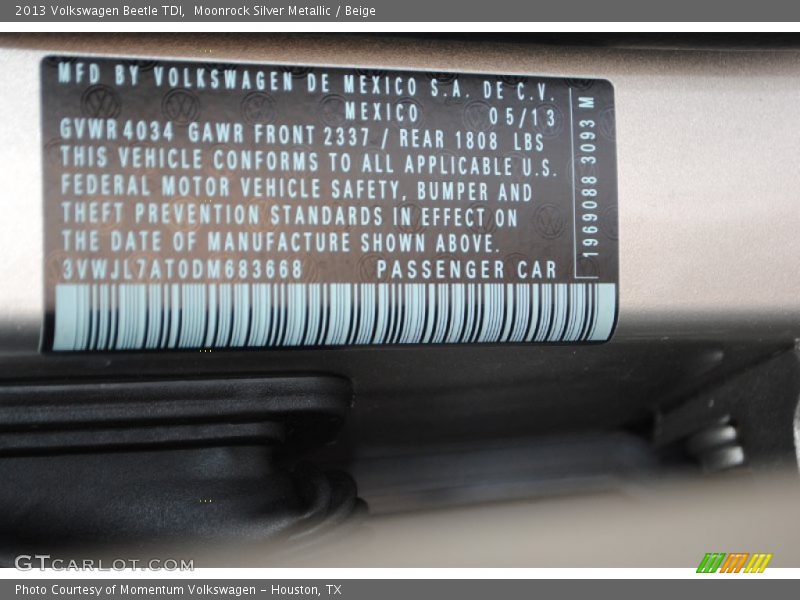 2013 Volkswagen Beetle TDI,  Moonrock Silver Metallic / Beige
MFD BY VOLKSWAGEN DE MEXICO S.A. DE C.V.
MEXICO 05/13
GVWR4034 GAWR FRONT 2337 / REAR 1808 LBS
THIS VEHICLE CONFORMS TO ALL APPLICABLE U.S.
FEDERAL MOTOR VEHICLE SAFETY, BUMPER AND
THEFT PREVENTION STANDARDS IN EFFECT ON
THE DATE OF MANUFACTURE SHOWN ABOVE.
3VWJL7AT0DM683668 PASSENGER CAR
1969088 3093 M
GTCARLOT.COM
Photo Courtesy of Momentum Volkswagen - Houston, TX